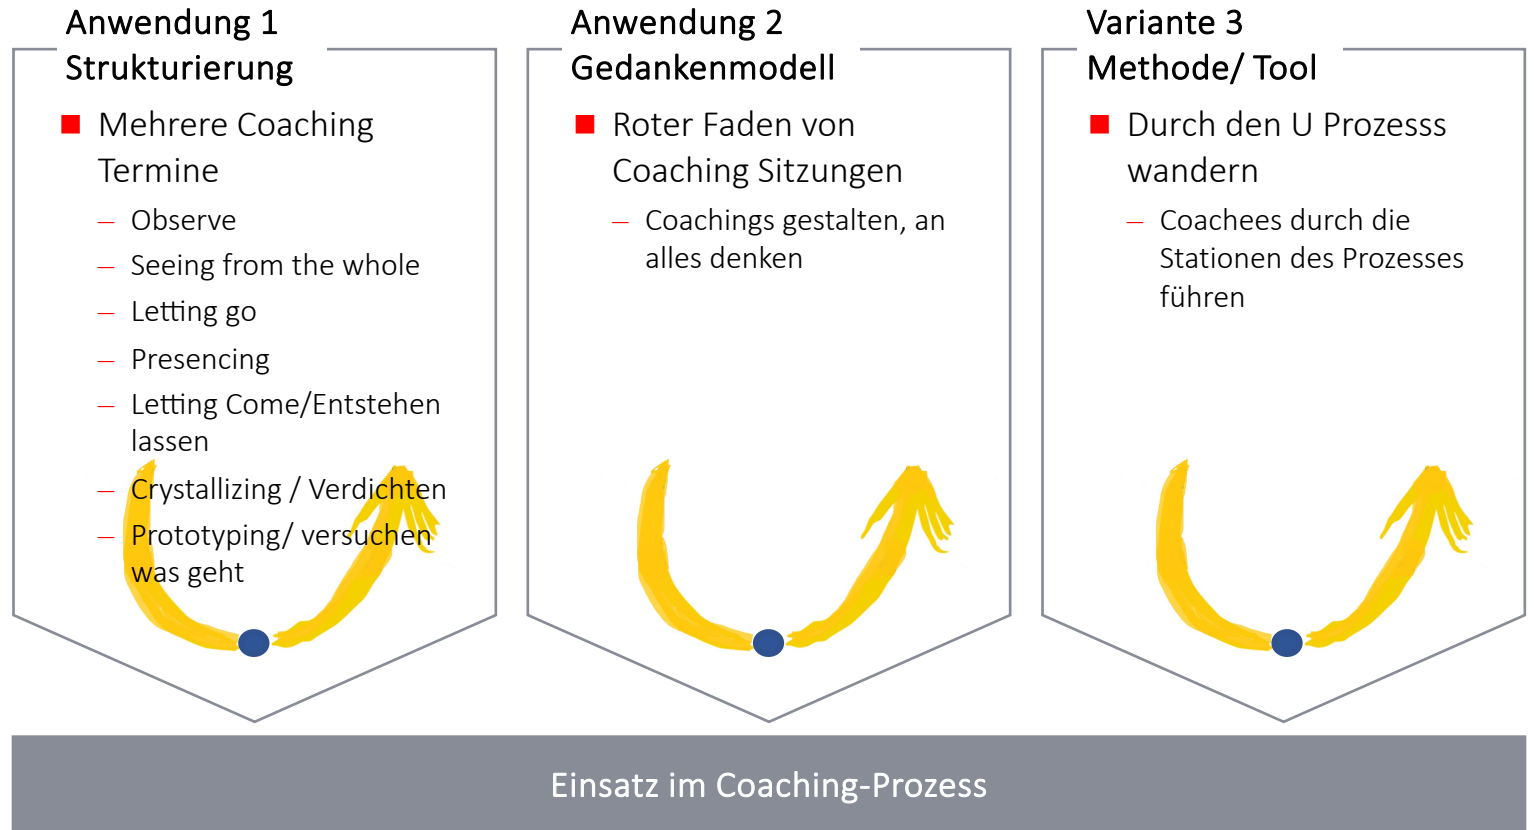 Anwendung 1
Strukturierung
Mehrere Coaching
Termine
– Observe
– Seeing from the whole
– Letting go
– Presencing
– Letting Come/Entstehen
lassen
– Crystallizing / Verdichten
– Prototyping/ versuchen
was geht
Anwendung 2
Gedankenmodell
Roter Faden von
Coaching Sitzungen
– Coachings gestalten, an
alles denken
Variante 3
Methode/ Tool
Durch den U Prozesss
wandern
– Coachees durch die
Stationen des Prozesses
führen
Einsatz im Coaching-Prozess